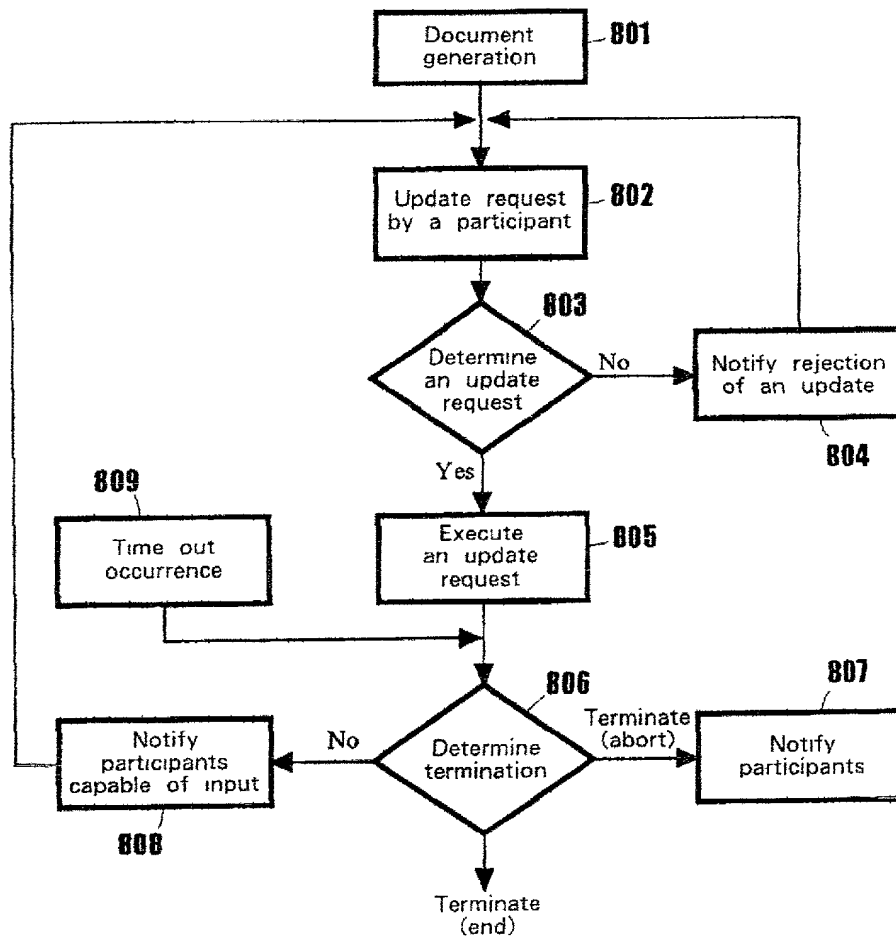 Document
generation
801
Update request
by a participant
802
803
Determine
an update
request
No
Notify rejection
of an update
804
Yes
809
Time out
occurrence
Execute
an update
request
805
806
Determine
termination
No
Notify
participants
capable of input
808
Terminate
(abort)
807
Notify
participants
Terminate
(end)